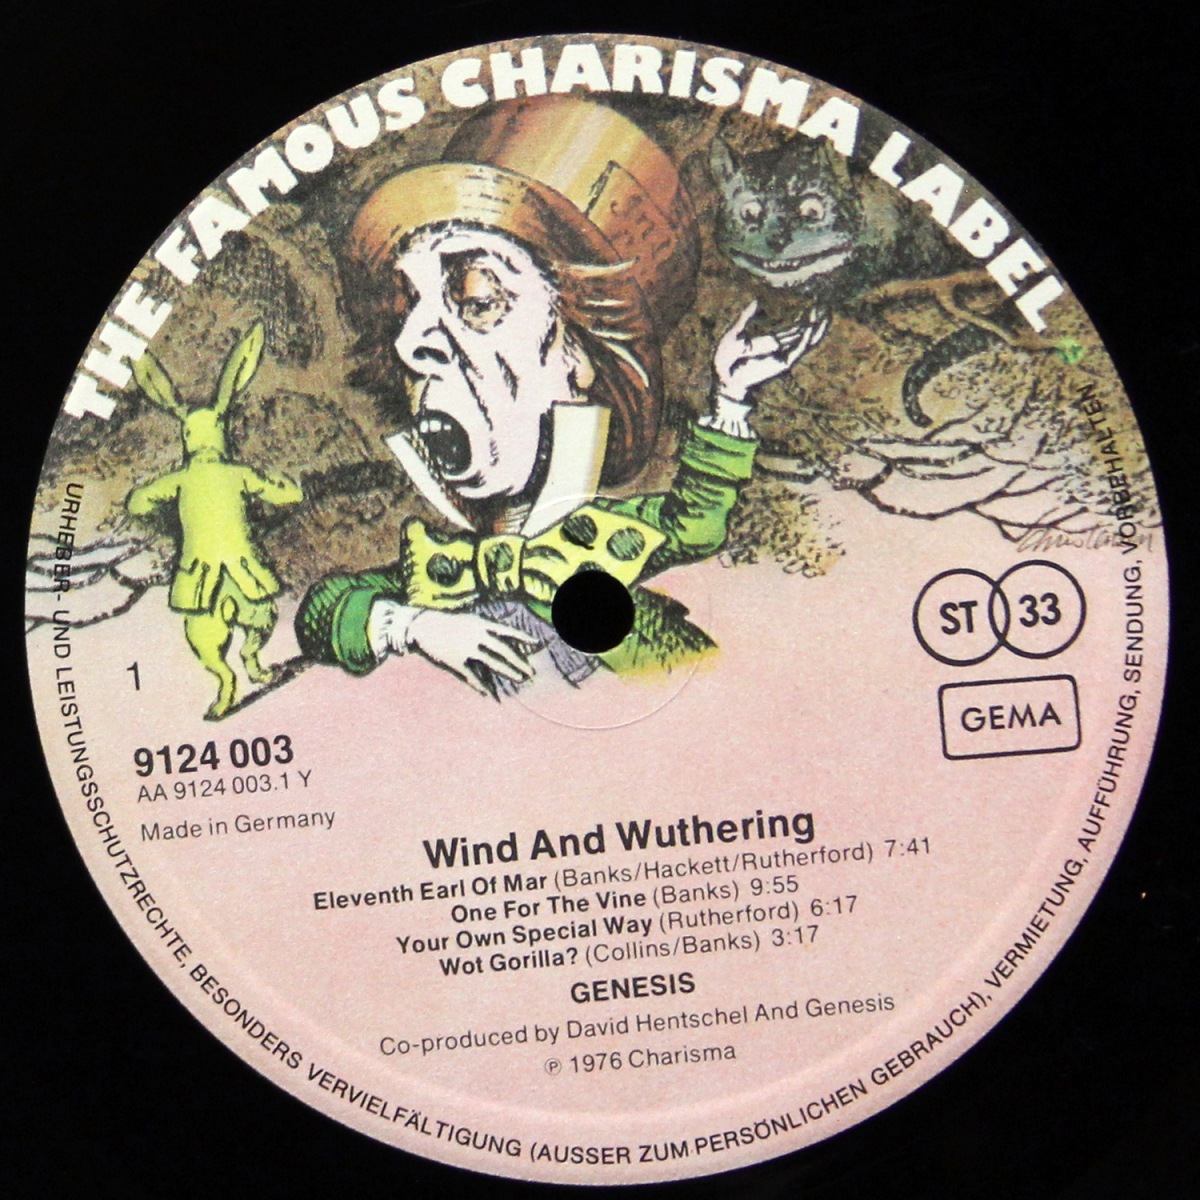 THE FAMOUS CHARISMA LABEL
ST 33
GEMA
1
9124 003
AA 9124 003.1 Y
Made in Germany
Wind And Wuthering
Eleventh Earl Of Mar (Banks/Hackett/Rutherford) 7:41
One For The Vine (Banks) 9:55
Your Own Special Way (Rutherford) 6:17
Wot Gorilla? (Collins/Banks) 3:17
GENESIS
Co-produced by David Hentschel And Genesis
℗ 1976 Charisma
URHEBER- UND LEISTUNGSSCHUTZRECHTE, BESONDERS VERVIELFÄLTIGUNG (AUSSER ZUM PERSÖNLICHEN GEBRAUCH), VERMIETUNG, AUFFÜHRUNG, SENDUNG, VORBEHALTEN